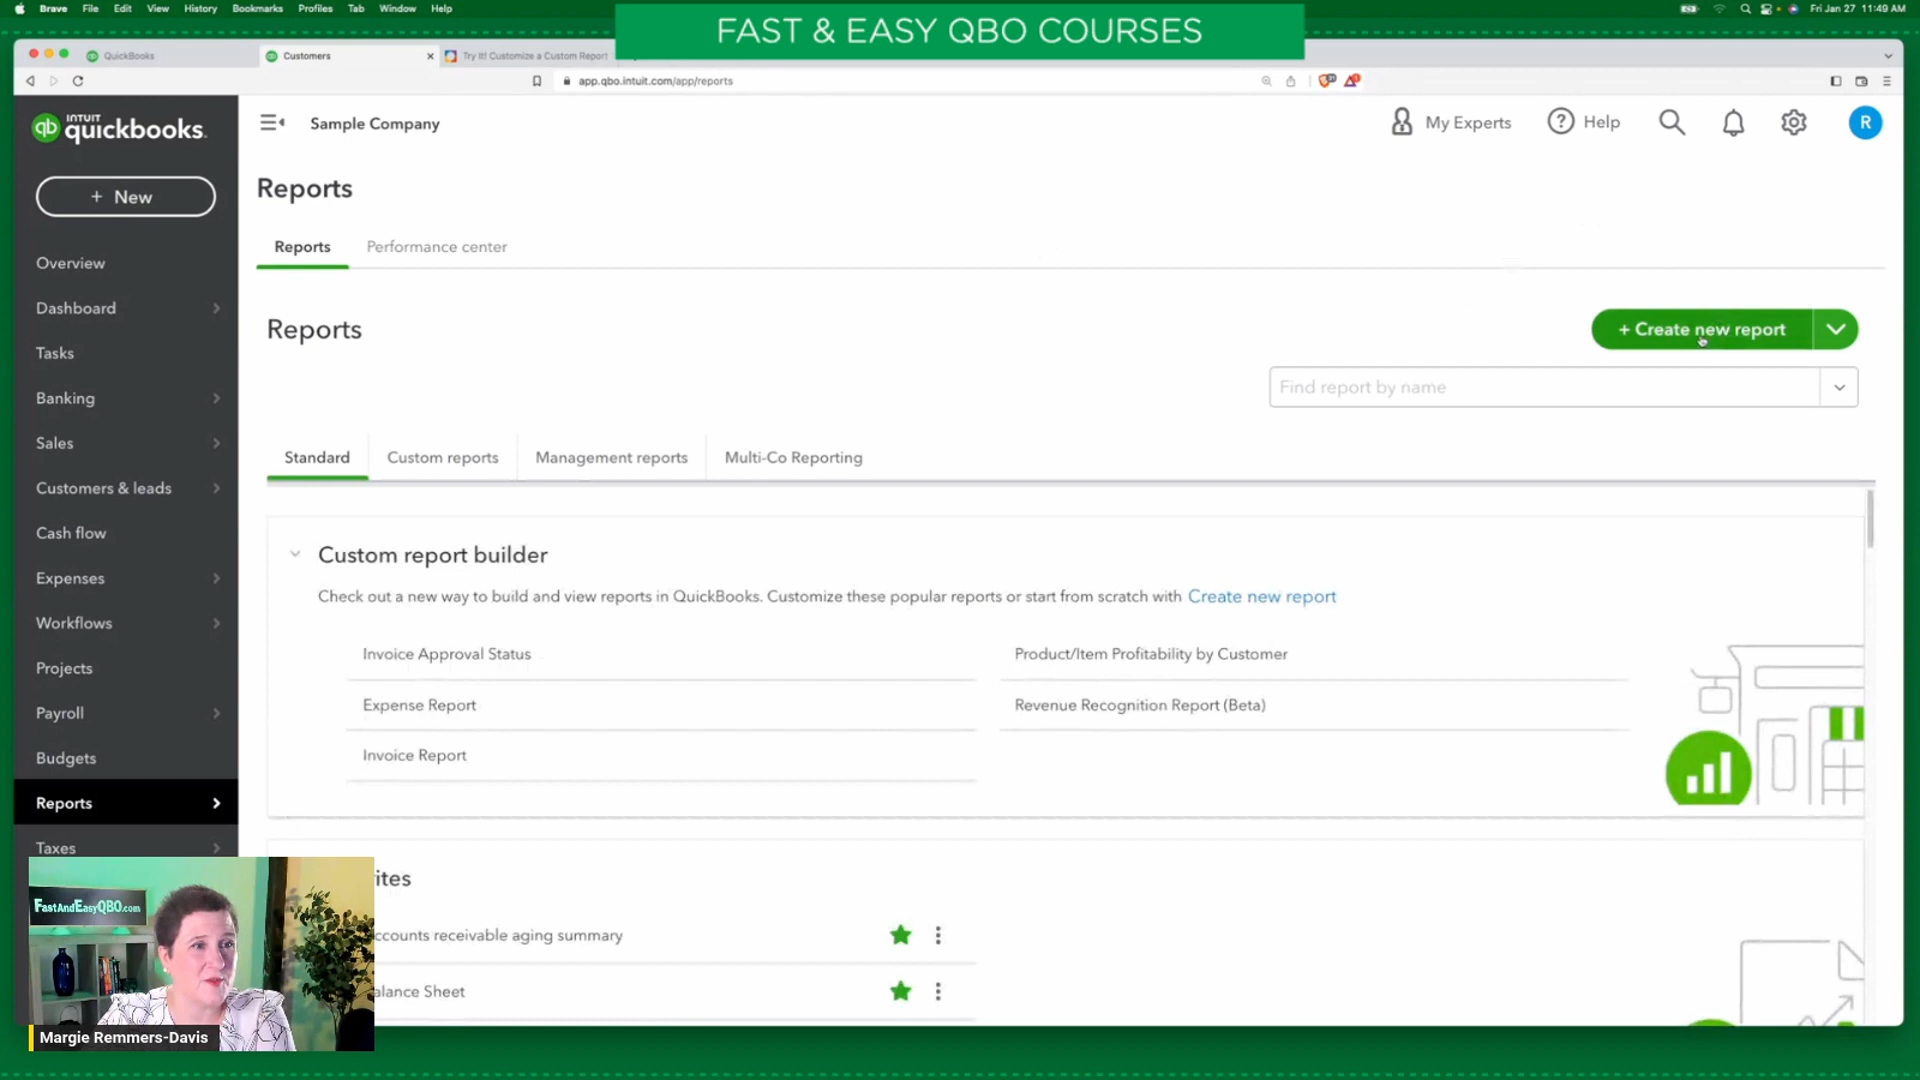 Brave File Edit View History Bookmarks Profiles Tab Window Help
Fri Jan 27 11:49 AM
FAST & EASY QBO COURSES
QuickBooks
Customers
Try It! Customize a Custom Report
app.qbo.intuit.com/app/reports
INTUIT
quickbooks.
Sample Company
My Experts
Help
R
+ New
Reports
Reports
Performance center
Overview
Dashboard
Tasks
Banking
Sales
Customers & leads
Cash flow
Expenses
Workflows
Projects
Payroll
Budgets
Reports
Taxes
Reports
+ Create new report
Find report by name
Standard
Custom reports
Management reports
Multi-Co Reporting
Custom report builder
Check out a new way to build and view reports in QuickBooks. Customize these popular reports or start from scratch with Create new report
Invoice Approval Status
Product/Item Profitability by Customer
Expense Report
Revenue Recognition Report (Beta)
Invoice Report
ites
ccounts receivable aging summary
alance Sheet
FastAndEasyQBO.com
Margie Remmers-Davis